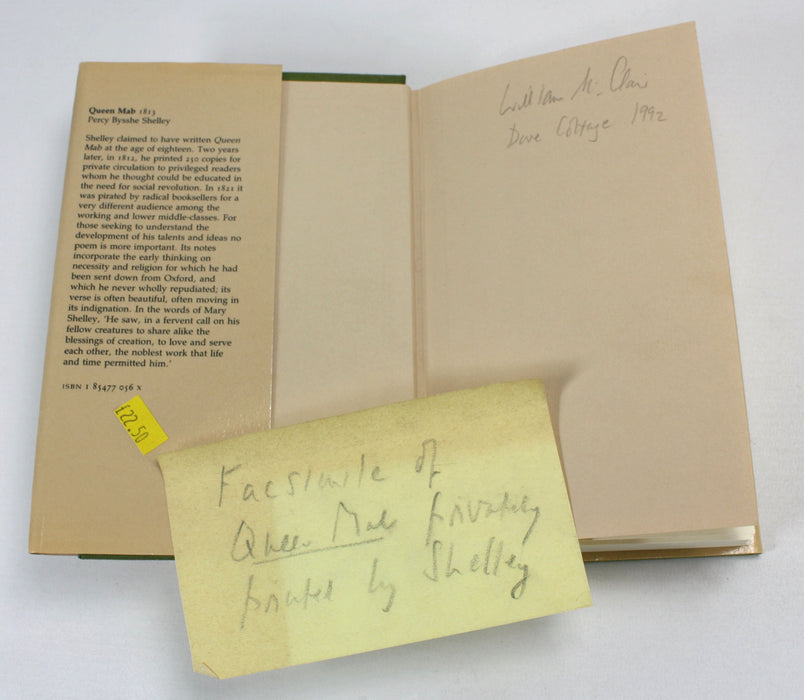 Queen Mab 1813
Percy Bysshe Shelley
Shelley claimed to have written Queen
Mab at the age of eighteen. Two years
later, in 1812, he printed 250 copies for
private circulation to privileged readers
whom he thought could be educated in
the need for social revolution. In 1821 it
was pirated by radical booksellers for a
very different audience among the
working and lower middle-classes. For
those seeking to understand the
development of his talents and ideas no
poem is more important. Its notes
incorporate the early thinking on
necessity and religion for which he had
been sent down from Oxford, and
which he never wholly repudiated; its
verse is often beautiful, often moving in
its indignation. In the words of Mary
Shelley, 'He saw, in a fervent call on his
fellow creatures to share alike the
blessings of creation, to love and serve
each other, the noblest work that life
and time permitted him.'
ISBN 1 85477 056 X
£22.50
William St. Clair
Dove Cottage 1992
Facsimile of
Queen Mab privately
printed by Shelley